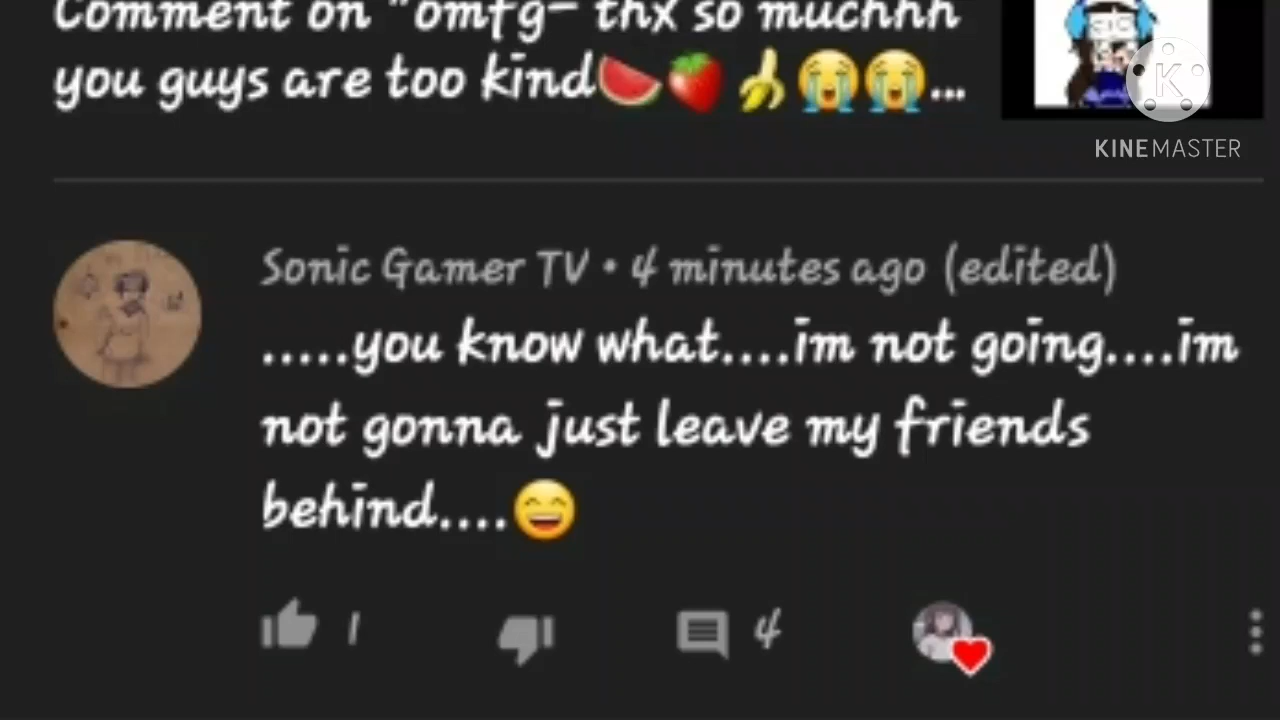 Comment on "omfg- thx so muchhh
you guys are too kind🍉🍓🍌😭😭...
K
KINEMASTER
Sonic Gamer TV • 4 minutes ago (edited)
.....you know what....im not going....im
not gonna just leave my friends
behind....😄
1
4